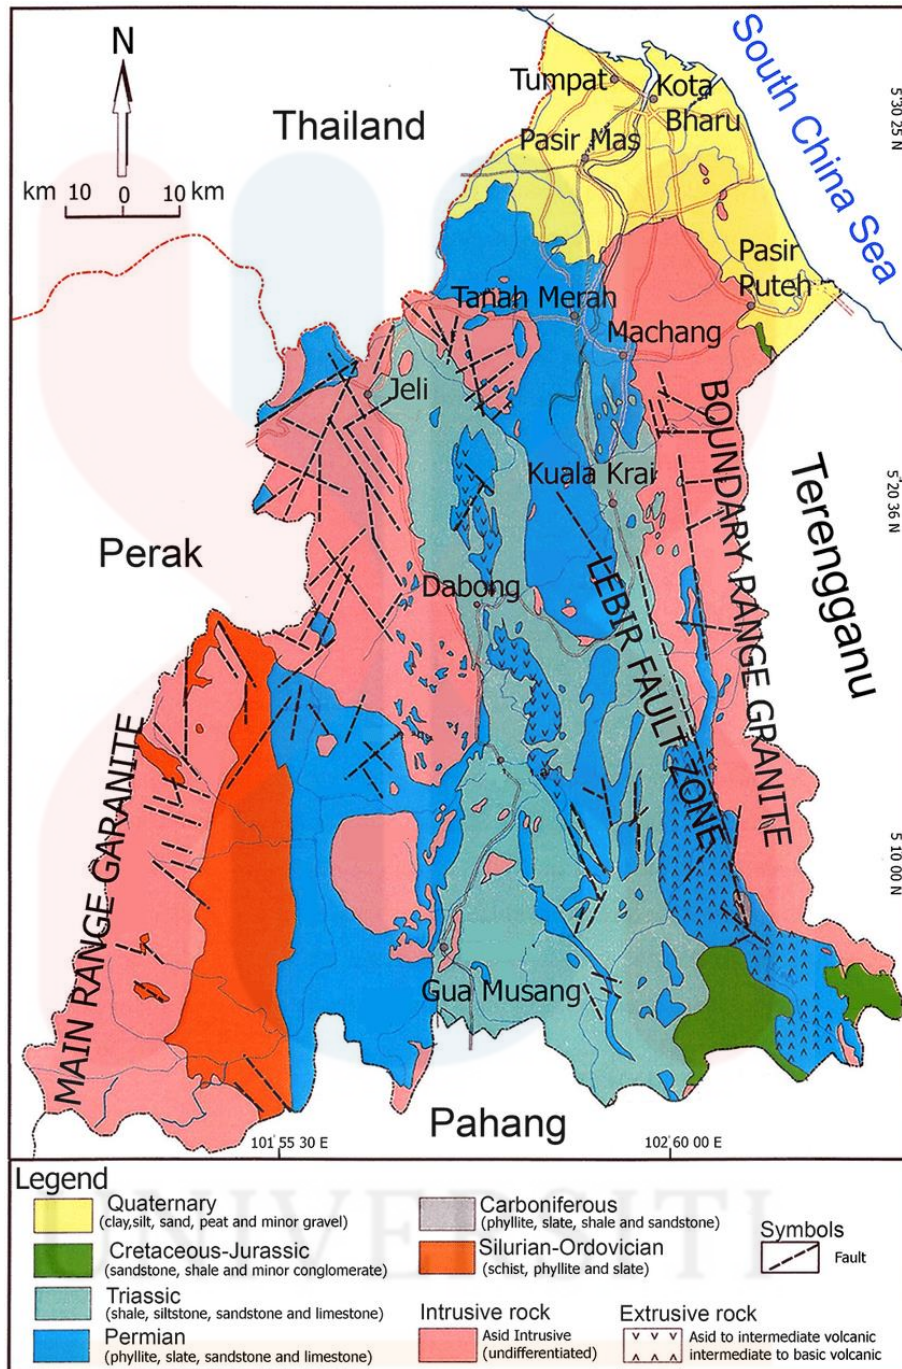 N
South China Sea
Tumpat
Kota
Bharu
5°30 25 N
Thailand
Pasir Mas
km 10 0 10 km
Pasir
Puteh
Tanah Merah
Machang
Jeli
BOUNDARY RANGE GRANITE
Terengganu
Kuala Krai
5°20 36 N
Perak
Dabong
LEBIR FAULT ZONE
MAIN RANGE GARANITE
5 10 00 N
Gua Musang
Pahang
101°55 30 E
102°60 00 E
Legend
Quaternary
(clay,silt, sand, peat and minor gravel)
Cretaceous-Jurassic
(sandstone, shale and minor conglomerate)
Triassic
(shale, siltstone, sandstone and limestone)
Permian
(phyllite, slate, sandstone and limestone)
Carboniferous
(phyllite, slate, shale and sandstone)
Silurian-Ordovician
(schist, phyllite and slate)
Symbols
Fault
Intrusive rock
Asid Intrusive
(undifferentiated)
Extrusive rock
Asid to intermediate volcanic
intermediate to basic volcanic
UNIVERSITI